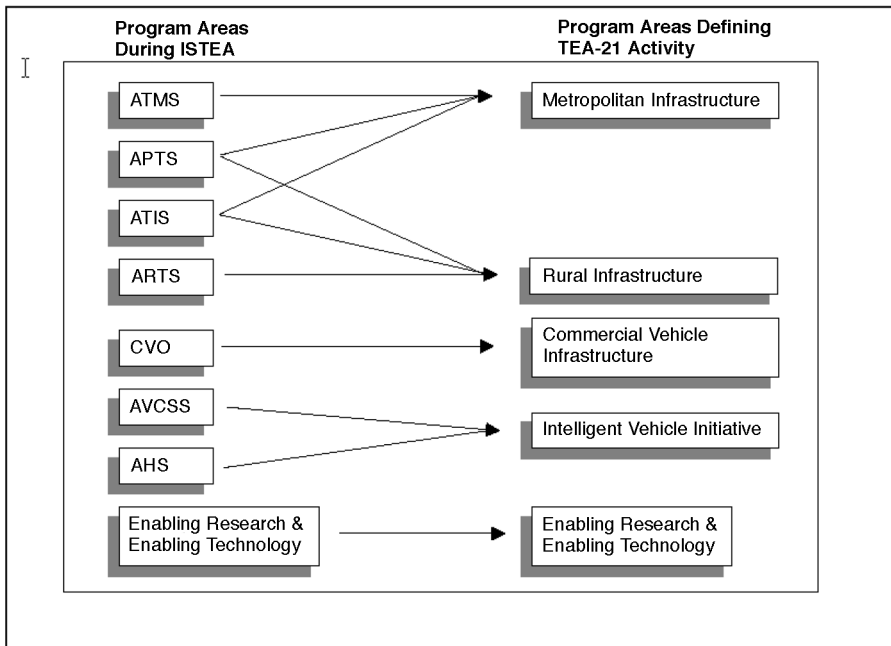 Program Areas
During ISTEA
Program Areas Defining
TEA-21 Activity
ATMS
APTS
ATIS
ARTS
CVO
AVCSS
AHS
Enabling Research &
Enabling Technology
Metropolitan Infrastructure
Rural Infrastructure
Commercial Vehicle
Infrastructure
Intelligent Vehicle Initiative
Enabling Research &
Enabling Technology